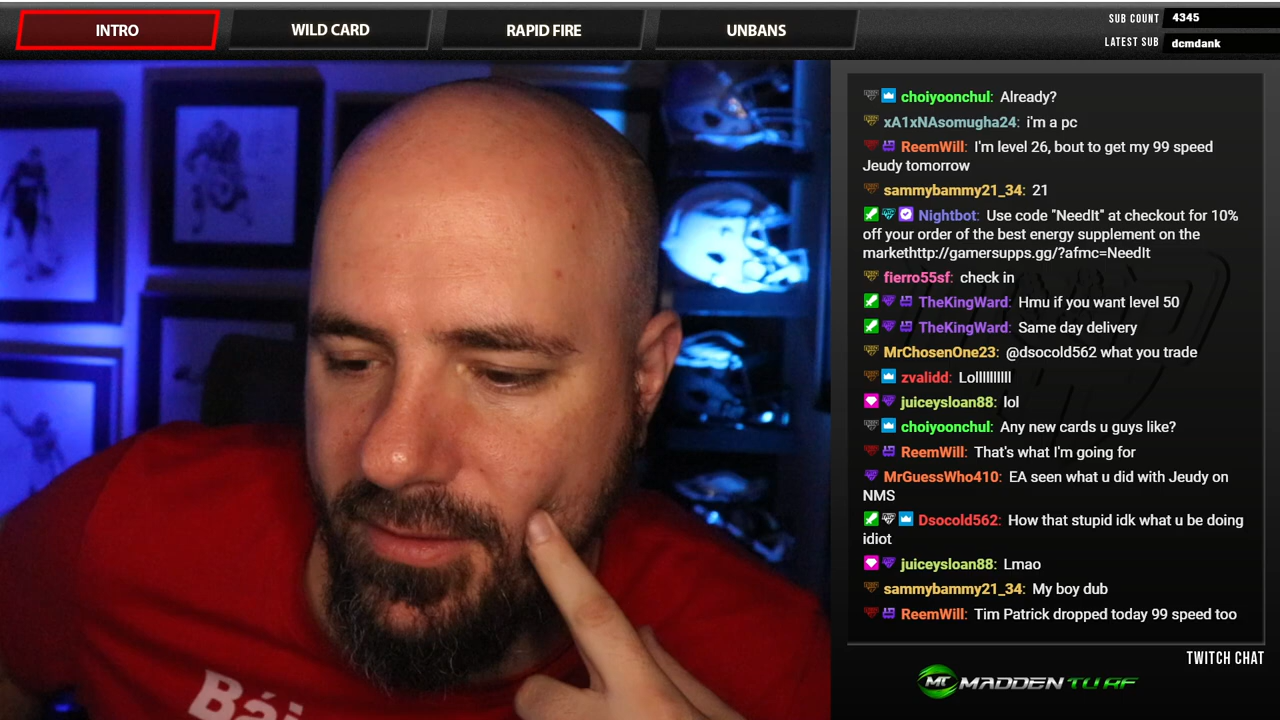 INTRO
WILD CARD
RAPID FIRE
UNBANS
SUB COUNT 4345
LATEST SUB dcmdank
choiyoonchul: Already?
xA1xNAsomugha24: i'm a pc
ReemWill: I'm level 26, bout to get my 99 speed
Jeudy tomorrow
sammybammy21_34: 21
Nightbot: Use code "NeedIt" at checkout for 10%
off your order of the best energy supplement on the
markethttp://gamersupps.gg/?afmc=NeedIt
fierro55sf: check in
TheKingWard: Hmu if you want level 50
TheKingWard: Same day delivery
MrChosenOne23: @dsocold562 what you trade
zvalidd: Lolllllllllll
juiceysloan88: lol
choiyoonchul: Any new cards u guys like?
ReemWill: That's what I'm going for
MrGuessWho410: EA seen what u did with Jeudy on
NMS
Dsocold562: How that stupid idk what u be doing
idiot
juiceysloan88: Lmao
sammybammy21_34: My boy dub
ReemWill: Tim Patrick dropped today 99 speed too
TWITCH CHAT
MT MADDEN TURF